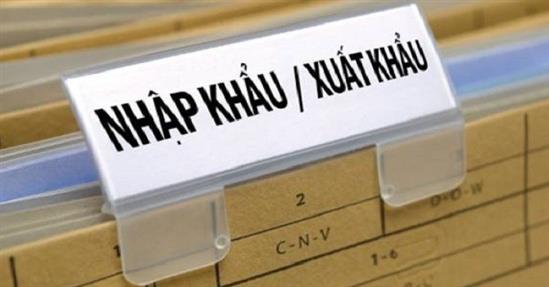 NHẬP KHẨU / XUẤT KHẨU
2
C-N-V
1-6
D-O-W